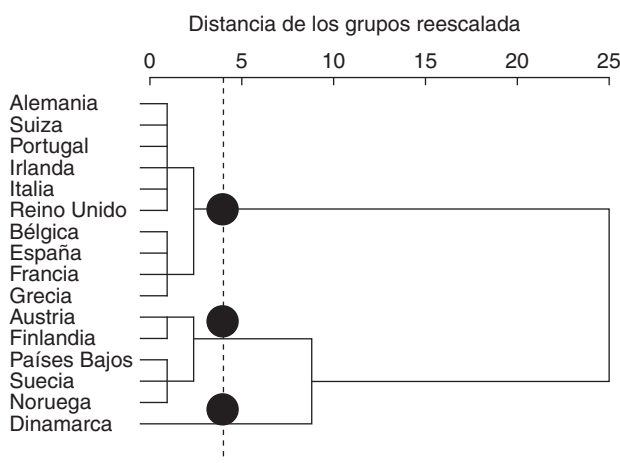 Distancia de los grupos reescalada
0 5 10 15 20 25
Alemania
Suiza
Portugal
Irlanda
Italia
Reino Unido
Bélgica
España
Francia
Grecia
Austria
Finlandia
Países Bajos
Suecia
Noruega
Dinamarca